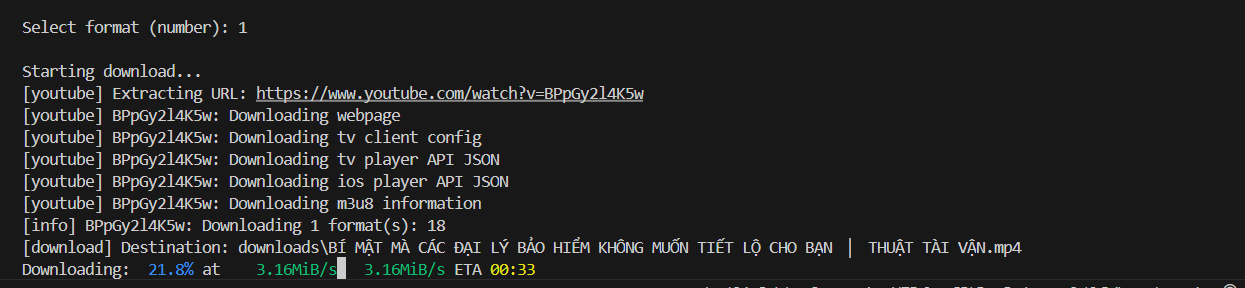 Select format (number): 1
Starting download...
[youtube] Extracting URL: https://www.youtube.com/watch?v=BPpGy2l4K5w
[youtube] BPpGy2l4K5w: Downloading webpage
[youtube] BPpGy2l4K5w: Downloading tv client config
[youtube] BPpGy2l4K5w: Downloading tv player API JSON
[youtube] BPpGy2l4K5w: Downloading ios player API JSON
[youtube] BPpGy2l4K5w: Downloading m3u8 information
[info] BPpGy2l4K5w: Downloading 1 format(s): 18
[download] Destination: downloads\BÍ MẬT MÀ CÁC ĐẠI LÝ BẢO HIỂM KHÔNG MUỐN TIẾT LỘ CHO BẠN │ THUẬT TÀI VẬN.mp4
Downloading:  21.8% at    3.16MiB/s   3.16MiB/s ETA 00:33